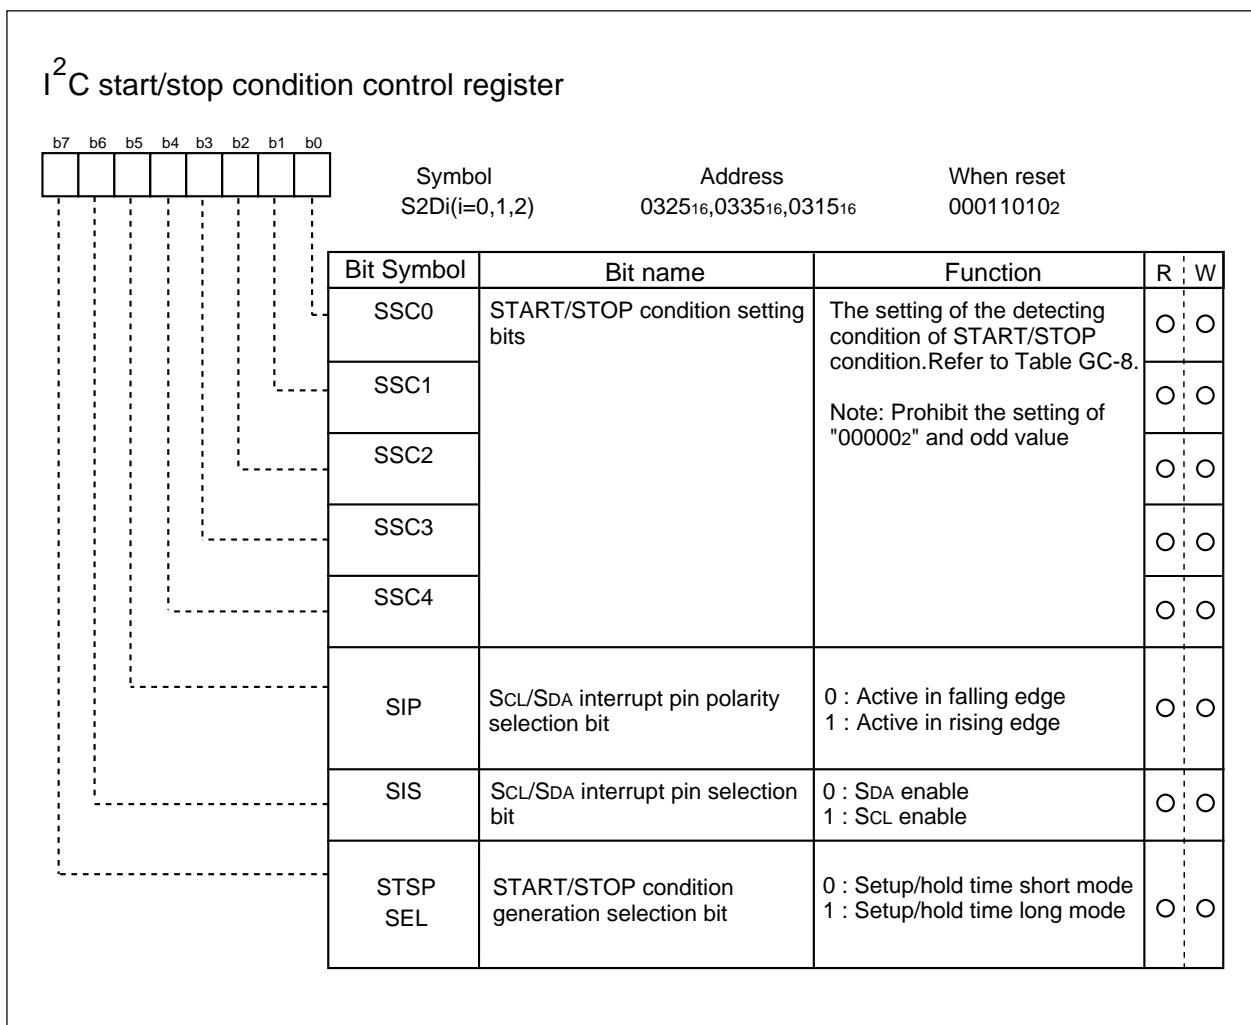 I2C start/stop condition control register
b7 b6 b5 b4 b3 b2 b1 b0
Symbol Address When reset
S2Di(i=0,1,2)032516,033516,031516 000110102
Bit Symbol Bit name Function R W
SSC0 START/STOP condition setting bits The setting of the detecting condition of START/STOP condition.Refer to Table GC-8.
Note: Prohibit the setting of "000002" and odd value
SSC1
SSC2
SSC3
SSC4
SIP SCL/SDA interrupt pin polarity selection bit 0 : Active in falling edge
1 : Active in rising edge
SIS SCL/SDA interrupt pin selection bit 0 : SDA enable
1 : SCL enable
STSP SEL START/STOP condition generation selection bit 0 : Setup/hold time short mode
1 : Setup/hold time long mode